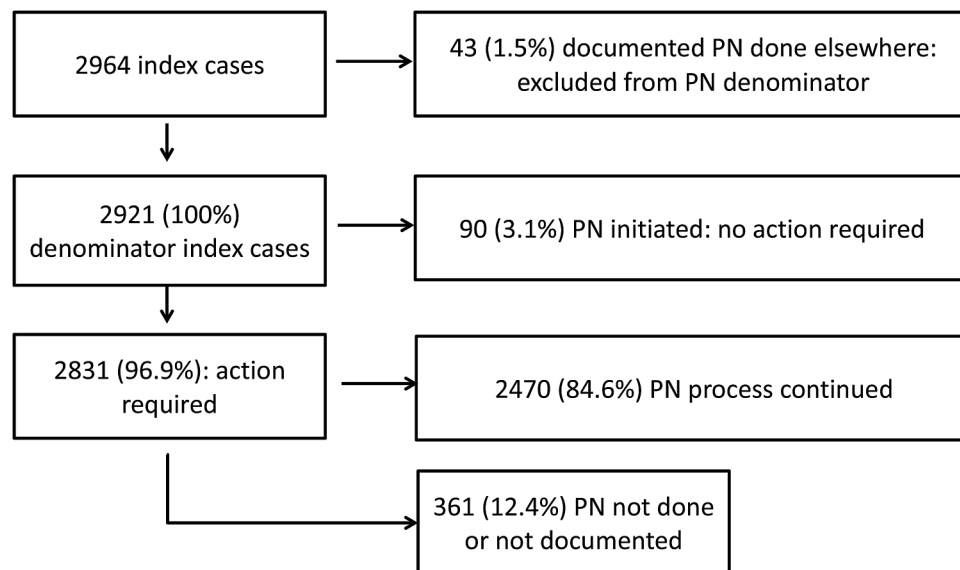 2964 index cases
43 (1.5%) documented PN done elsewhere:
excluded from PN denominator
2921 (100%)
denominator index cases
90 (3.1%) PN initiated: no action required
2831 (96.9%): action
required
2470 (84.6%) PN process continued
361 (12.4%) PN not done
or not documented